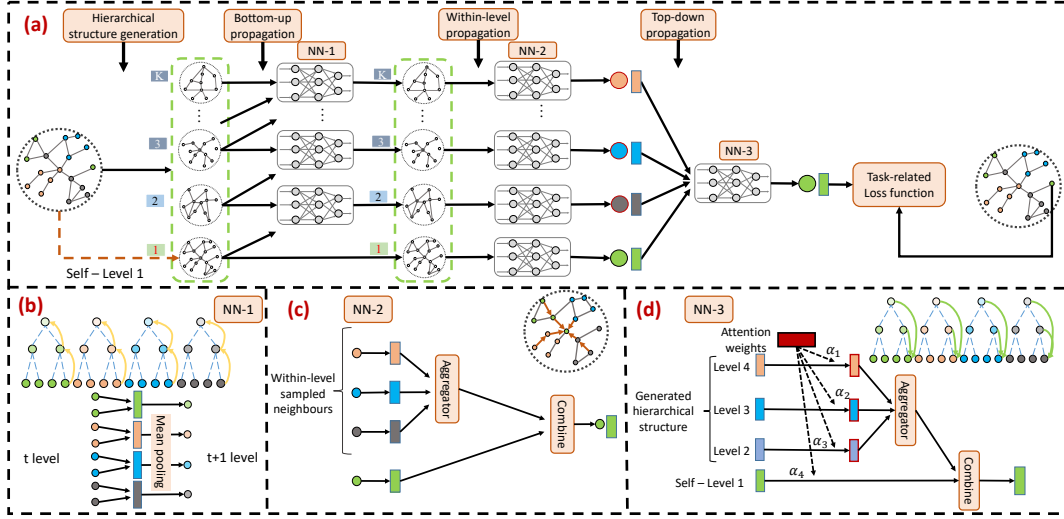 (a)
Hierarchical
structure generation
Bottom-up
propagation
Within-level
propagation
Top-down
propagation
NN-1
NN-2
K
K
3
3
NN-3
Task-related
Loss function
2
2
1
1
Self – Level 1
(b)
NN-1
Mean pooling
t level
t+1 level
(c)
NN-2
Within-level
sampled
neighbours
Aggregator
Combine
(d)
NN-3
Attention
weights
α1
Level 4
α2
Generated
hierarchical
structure
Level 3
α3
Level 2
α4
Self – Level 1
Aggregator
Combine